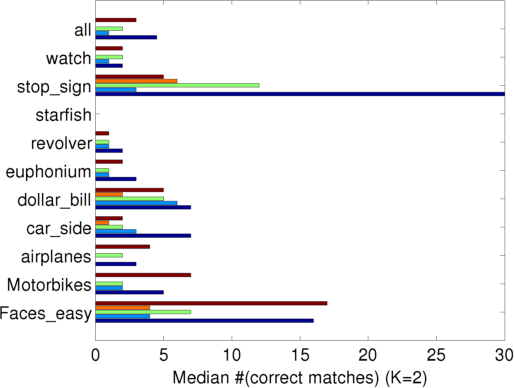 all
watch
stop_sign
starfish
revolver
euphonium
dollar_bill
car_side
airplanes
Motorbikes
Faces_easy
0 5 10 15 20 25 30
Median #(correct matches) (K=2)